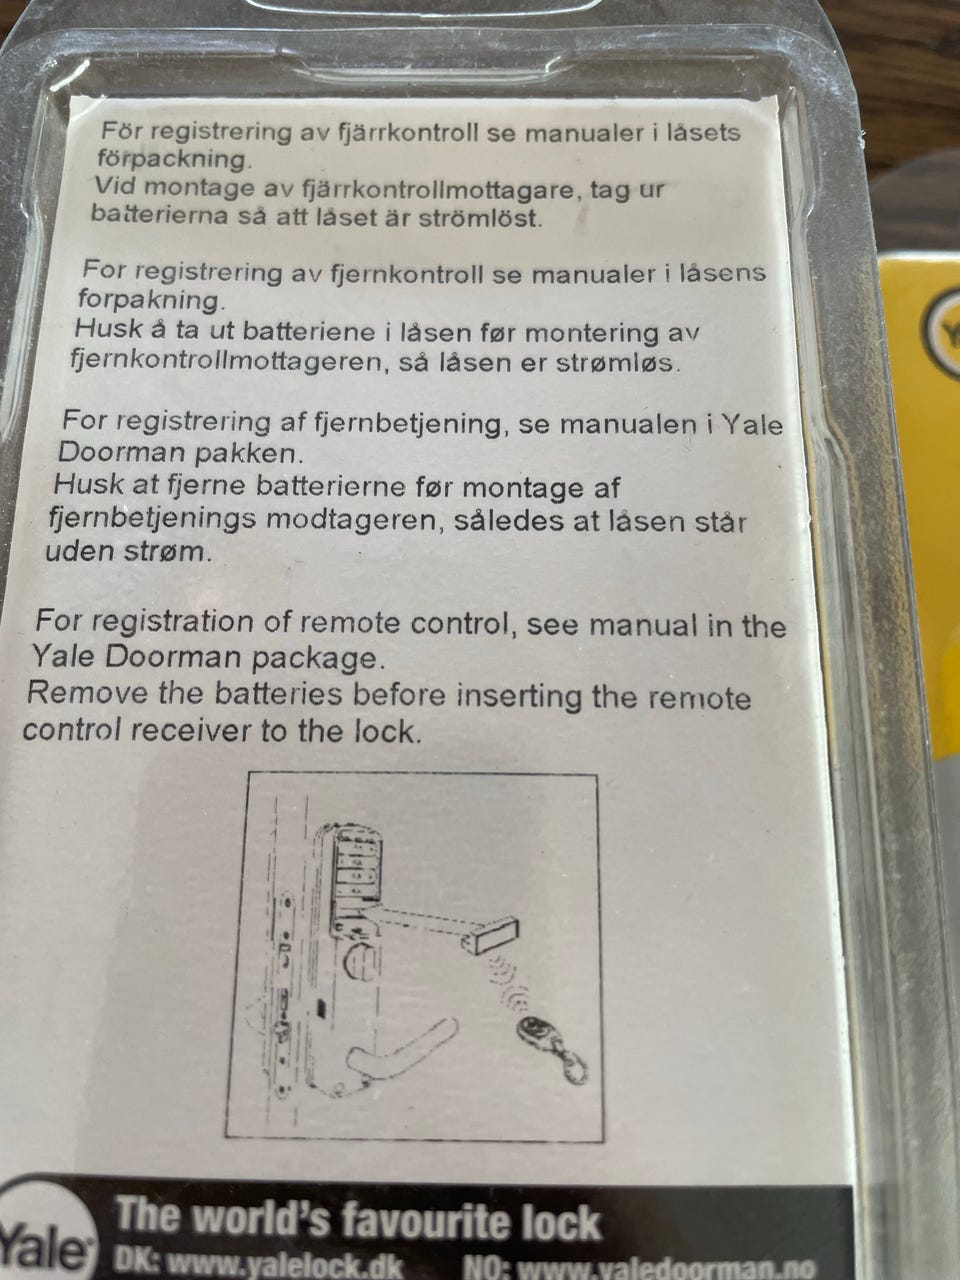 För registrering av fjärrkontroll se manualer i låsets
förpackning.
Vid montage av fjärrkontrollmottagare, tag ur
batterierna så att låset är strömlöst.
For registrering av fjernkontroll se manualer i låsens
forpakning.
Husk å ta ut batteriene i låsen før montering av
fjernkontrollmottageren, så låsen er strømløs.
For registrering af fjernbetjening, se manualen i Yale
Doorman pakken.
Husk at fjerne batterierne før montage af
fjernbetjenings modtageren, således at låsen står
uden strøm.
For registration of remote control, see manual in the
Yale Doorman package.
Remove the batteries before inserting the remote
control receiver to the lock.
Yale
The world's favourite lock
DK: www.yalelock.dk NO: www.yaledoorman.no